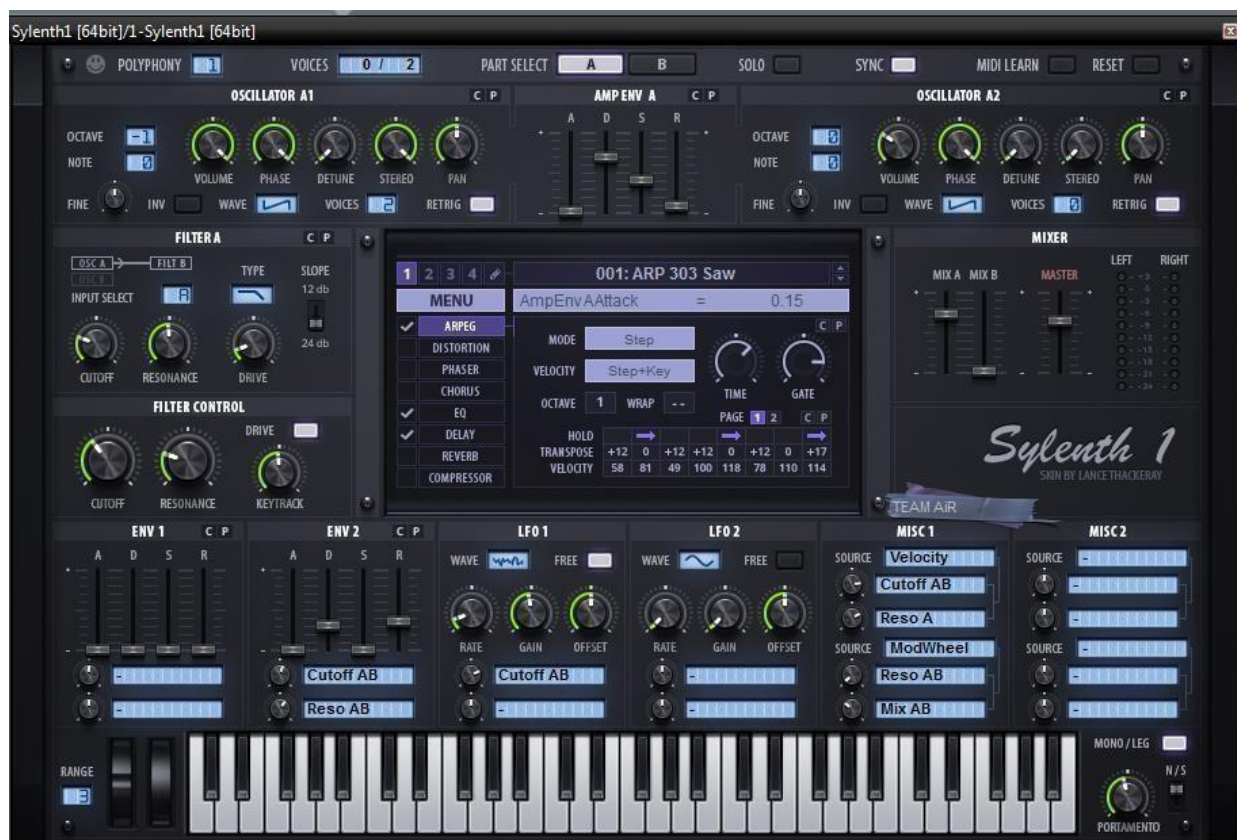 Sylenth1 [64bit]/1-Sylenth1 [64bit]
POLYPHONY 1 VOICES 0 / 2 PART SELECT A B SOLO SYNC MIDI LEARN RESET
OSCILLATOR A1 C P AMP ENV A C P OSCILLATOR A2 C P
A D S R
OCTAVE -1 OCTAVE 0
NOTE 0 NOTE 0
VOLUME PHASE DETUNE STEREO PAN VOLUME PHASE DETUNE STEREO PAN
FINE INV WAVE VOICES 2 RETRIG FINE INV WAVE VOICES 0 RETRIG
FILTER A C P MIXER
OSC A FILT B TYPE SLOPE
OSC B 12 db
INPUT SELECT A
24 db
CUTOFF RESONANCE DRIVE
FILTER CONTROL
DRIVE
CUTOFF RESONANCE KEYTRACK
1 2 3 4 001: ARP 303 Saw
MENU AmpEnvAAttack = 0.15
ARPEG C P
DISTORTION MODE Step
PHASER VELOCITY Step+Key
CHORUS OCTAVE 1 WRAP -- TIME GATE
EQ PAGE 1 2 C P
DELAY HOLD
REVERB TRANSPOSE +12 0 +12 +12 0 +12 0 +17
COMPRESSOR VELOCITY 58 81 49 100 118 78 110 114
LEFT RIGHT
MIX A MIX B MASTER
Sylenth 1
SKIN BY LANCE THACKERAY
TEAM AiR
ENV 1 C P ENV 2 C P LFO 1 LFO 2 MISC 1 MISC 2
A D S R A D S R
WAVE FREE WAVE FREE SOURCE Velocity SOURCE -
Cutoff AB -
Reso A -
RATE GAIN OFFSET RATE GAIN OFFSET SOURCE ModWheel SOURCE -
- Cutoff AB Cutoff AB - Reso AB -
- Reso AB - - Mix AB -
RANGE MONO / LEG
3 N/S
PORTAMENTO